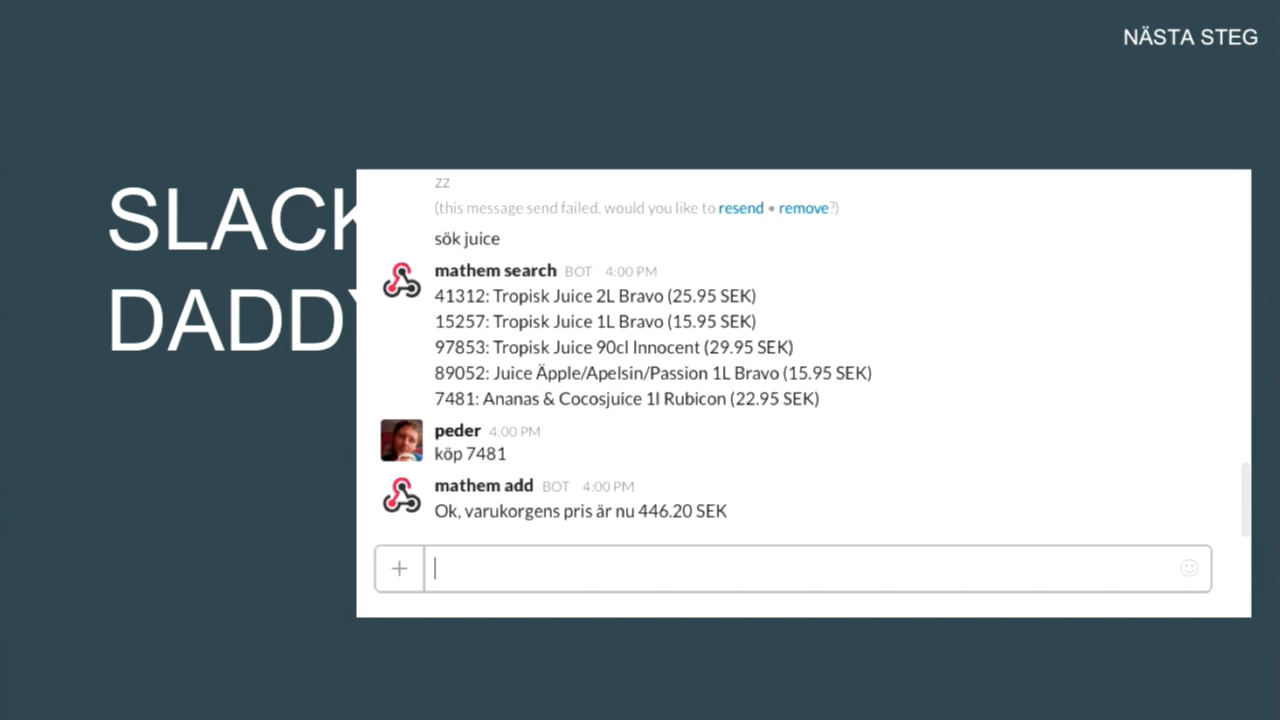 NÄSTA STEG
SLACK
DADDY
zz
(this message send failed, would you like to resend • remove?)
sök juice
mathem search BOT 4:00 PM
41312: Tropisk Juice 2L Bravo (25.95 SEK)
15257: Tropisk Juice 1L Bravo (15.95 SEK)
97853: Tropisk Juice 90cl Innocent (29.95 SEK)
89052: Juice Äpple/Apelsin/Passion 1L Bravo (15.95 SEK)
7481: Ananas & Cocosjuice 1l Rubicon (22.95 SEK)
peder 4:00 PM
köp 7481
mathem add BOT 4:00 PM
Ok, varukorgens pris är nu 446.20 SEK